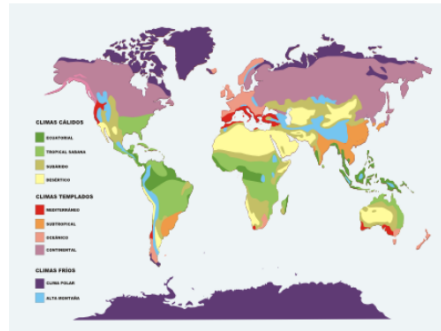 CLIMAS CÁLIDOS
ECUATORIAL
TROPICAL SABANA
SUBÁRIDO
DESÉRTICO
CLIMAS TEMPLADOS
MEDITERRÁNEO
SUBTROPICAL
OCEÁNICO
CONTINENTAL
CLIMAS FRÍOS
CLIMA POLAR
ALTA MONTAÑA